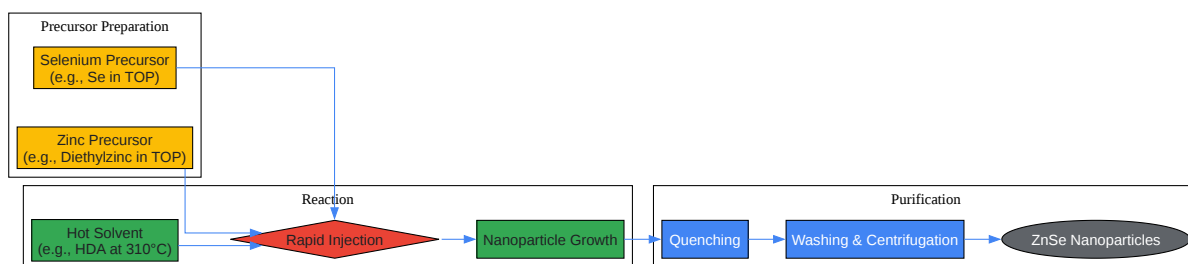 Precursor Preparation
Selenium Precursor
(e.g., Se in TOP)
Zinc Precursor
(e.g., Diethylzinc in TOP)
Reaction
Hot Solvent
(e.g., HDA at 310°C)
Rapid Injection
Nanoparticle Growth
Purification
Quenching
Washing & Centrifugation
ZnSe Nanoparticles